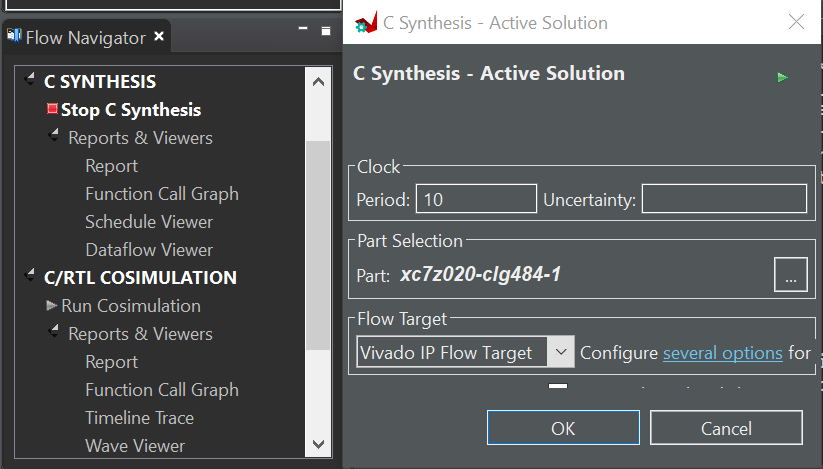 Flow Navigator
C SYNTHESIS
Stop C Synthesis
Reports & Viewers
Report
Function Call Graph
Schedule Viewer
Dataflow Viewer
C/RTL COSIMULATION
Run Cosimulation
Reports & Viewers
Report
Function Call Graph
Timeline Trace
Wave Viewer
C Synthesis - Active Solution
C Synthesis - Active Solution
Clock
Period: 10 Uncertainty:
Part Selection
Part: xc7z020-clg484-1 ...
Flow Target
Vivado IP Flow Target Configure several options for
OK Cancel